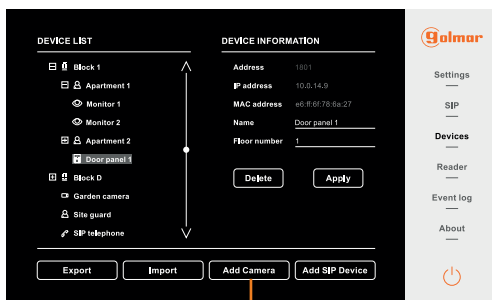 DEVICE LIST
Block 1
Apartment 1
Monitor 1
Monitor 2
Apartment 2
Door panel 1
Block D
Garden camera
Site guard
SIP telephone
DEVICE INFORMATION
Address 1801
IP address 10.0.14.9
MAC address e6:ff:6f:78:6a:27
Name Door panel 1
Floor number 1
Delete Apply
Export Import Add Camera Add SIP Device
golmar
Settings
SIP
Devices
Reader
Event log
About